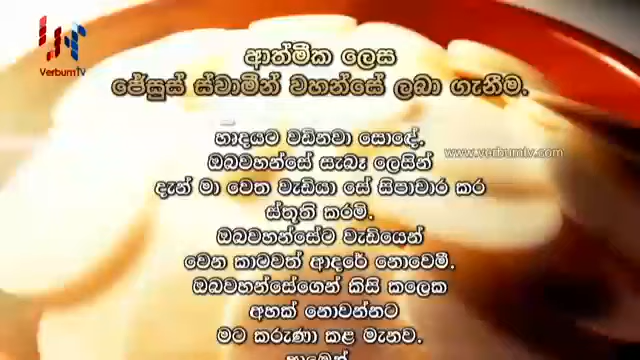 VerbumTV
ආත්මික ලෙස
ජේසුස් ස්වාමීන් වහන්සේ ලබා ගැනීම.
හෘදයට වඩිනවා සොඳේ.
www.verbumtv.com
ඔබවහන්සේ සැබෑ ලෙසින්
දැන් මා වෙත වැඩියා සේ සිපාචාර කර
ස්තූති කරමි.
ඔබවහන්සේට වැඩියෙන්
වෙන කාටවත් ආදරේ නොවෙමි.
ඔබවහන්සේගෙන් කිසි කලෙක
අහක් නොවන්නට
මට කරුණා කළ මැනව.